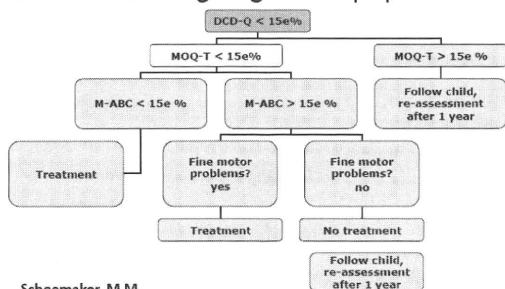 DCD-Q < 15e%
MOQ-T < 15e%
MOQ-T > 15e %
M-ABC < 15e %
M-ABC > 15e %
Follow child,
re-assessment
after 1 year
Treatment
Fine motor
problems?
yes
Fine motor
problems?
no
Treatment
No treatment
Follow child,
re-assessment
after 1 year